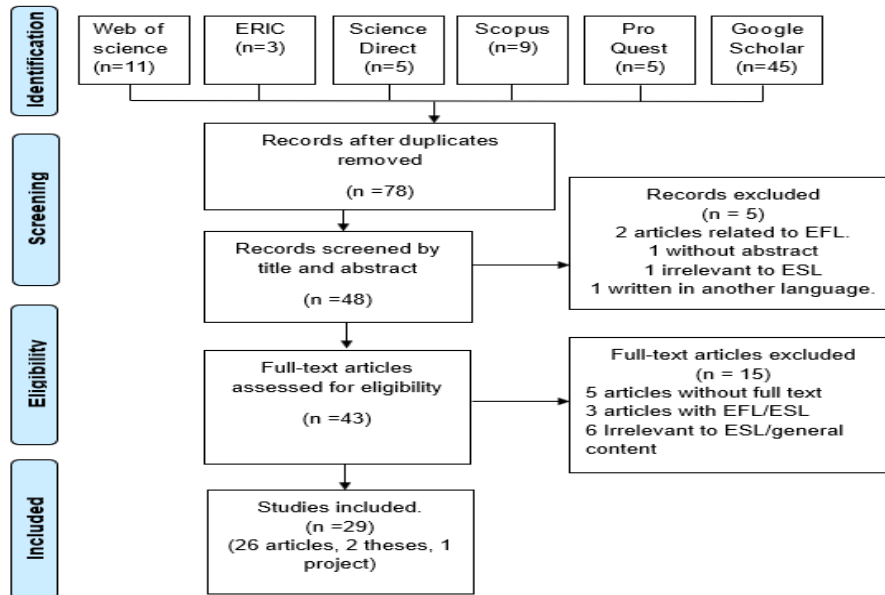 Identification
Web of
science
(n=11)
ERIC
(n=3)
Science
Direct
(n=5)
Scopus
(n=9)
Pro
Quest
(n=5)
Google
Scholar
(n=45)
Screening
Records after duplicates
removed
(n =78)
Records screened by
title and abstract
(n =48)
Records excluded
(n = 5)
2 articles related to EFL.
1 without abstract
1 irrelevant to ESL
1 written in another language.
Eligibility
Full-text articles
assessed for eligibility
(n =43)
Full-text articles excluded
(n = 15)
5 articles without full text
3 articles with EFL/ESL
6 Irrelevant to ESL/general
content
Included
Studies included.
(n =29)
(26 articles, 2 theses, 1
project)